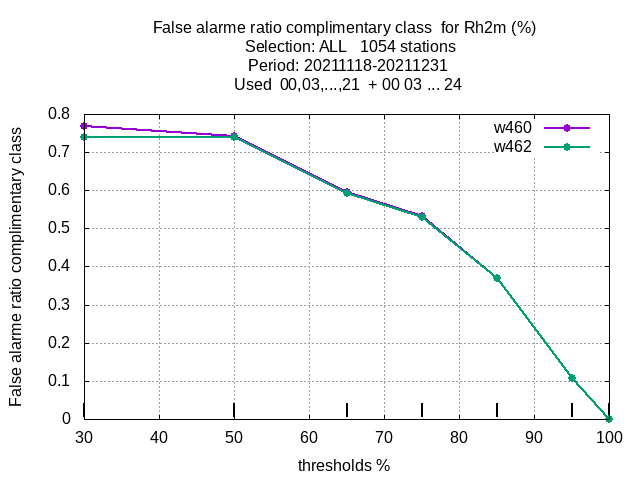 False alarme ratio complimentary class  for Rh2m (%)
Selection: ALL   1054 stations
Period: 20211118-20211231
Used  00,03,...,21  + 00 03 ... 24
False alarme ratio complimentary class
0.8
0.7
0.6
0.5
0.4
0.3
0.2
0.1
0
w460
w462
30 40 50 60 70 80 90 100
thresholds %